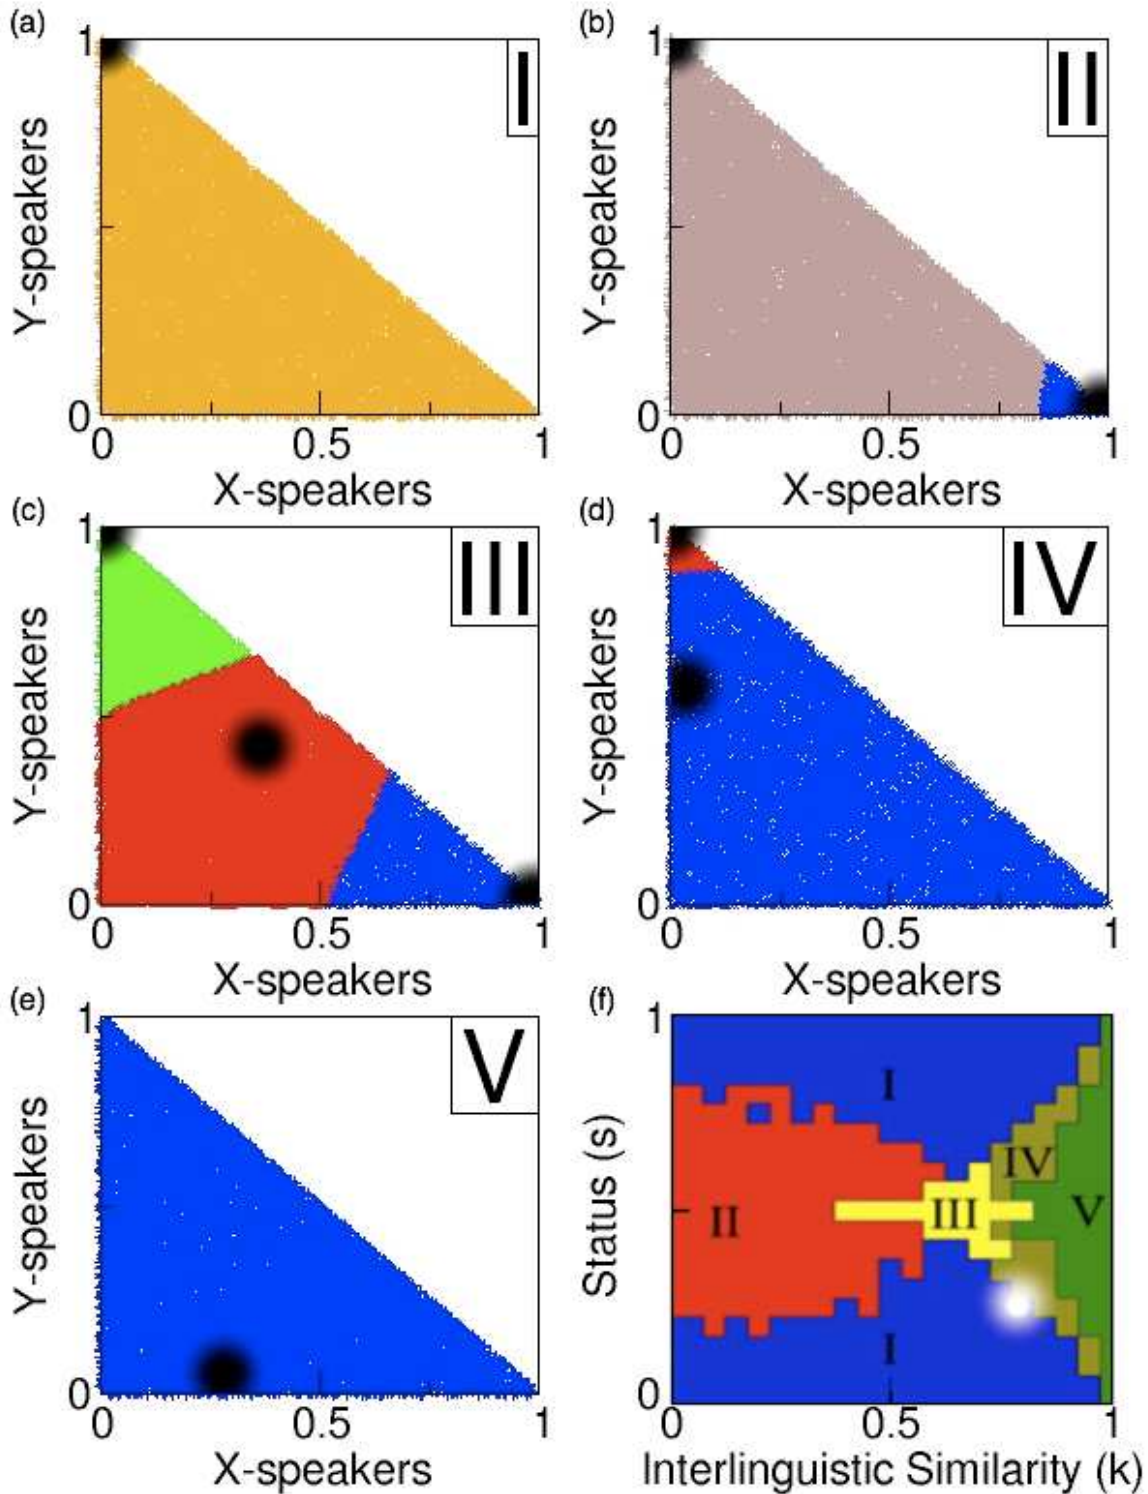 (a)
1
I
Y-speakers
0
0
0.5
1
X-speakers
(b)
1
II
Y-speakers
0
0
0.5
1
X-speakers
(c)
1
III
Y-speakers
0
0
0.5
1
X-speakers
(d)
1
IV
Y-speakers
0
0
0.5
1
X-speakers
(e)
1
V
Y-speakers
0
0
0.5
1
X-speakers
(f)
1
I
IV
II
III
V
I
Status (s)
0
0
0.5
1
Interlinguistic Similarity (k)